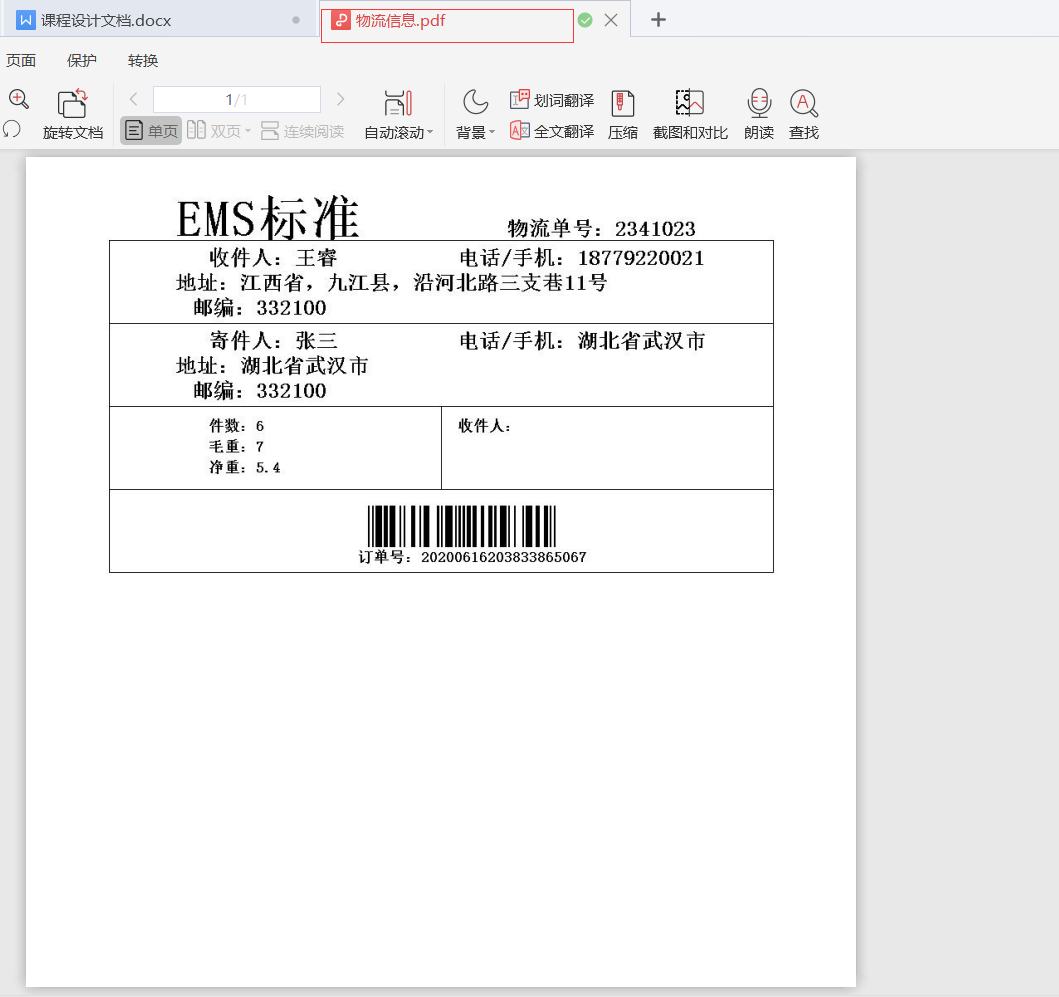 课程设计文档.docx
物流信息.pdf
页面 保护 转换
旋转文档
1/1
单页 双页 连续阅读
自动滚动
背景
划词翻译
全文翻译
压缩
截图和对比
朗读
查找
EMS标准 物流单号：2341023
收件人：王睿 电话/手机：18779220021
地址：江西省，九江县，沿河北路三支巷11号
邮编：332100
寄件人：张三 电话/手机：湖北省武汉市
地址：湖北省武汉市
邮编：332100
件数：6
毛重：7
净重：5.4
收件人：
订单号：20200616203833865067